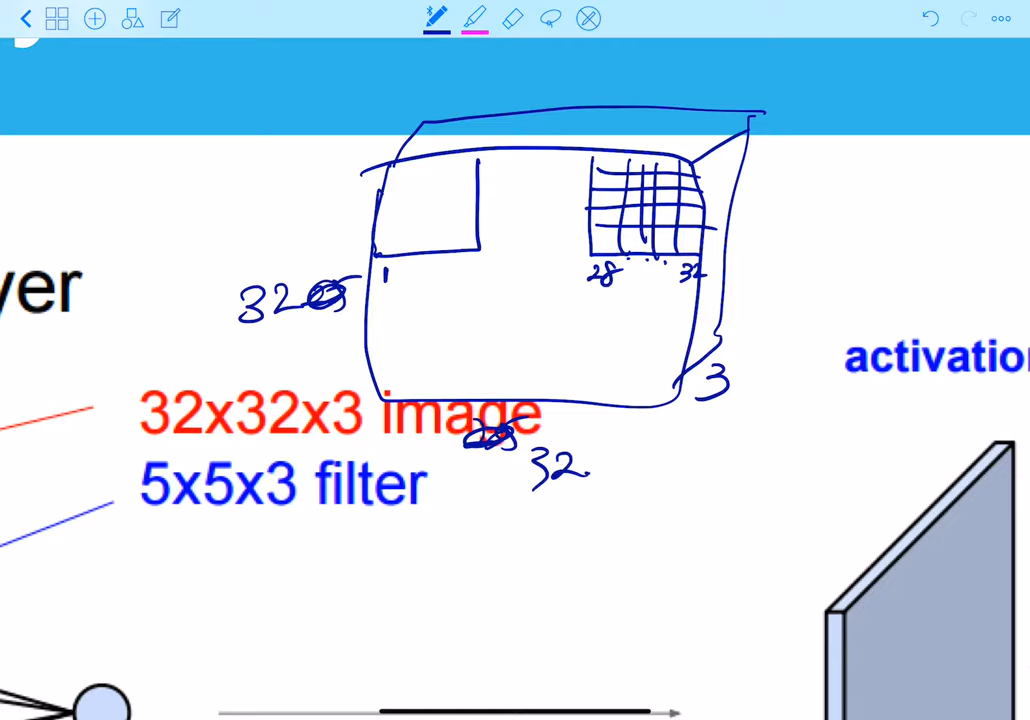 1
28
32
yer
32
3
activatio
32x32x3 image
5x5x3 filter
32